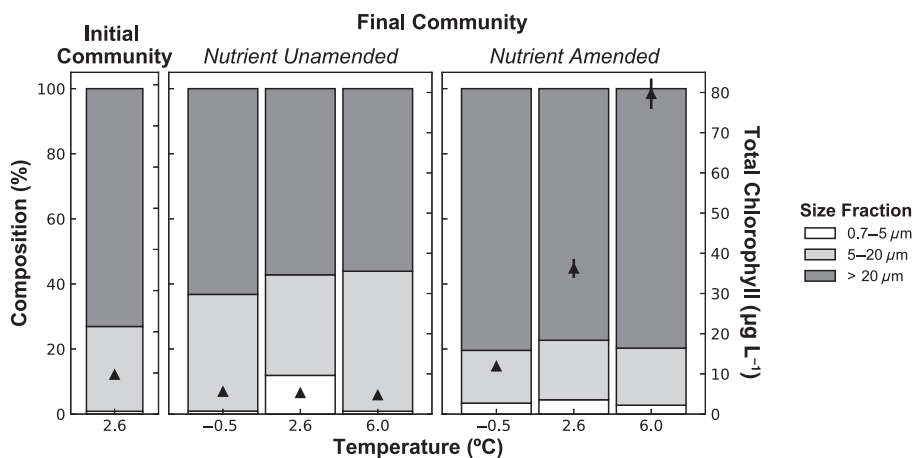 Final Community
Initial
Community
Nutrient Unamended
Nutrient Amended
Composition (%)
100
80
60
40
20
0
2.6
−0.5
2.6
6.0
−0.5
2.6
6.0
Temperature (ºC)
80
70
60
50
40
30
20
10
0
Total Chlorophyll (µg L⁻¹)
Size Fraction
0.7–5 µm
5–20 µm
> 20 µm